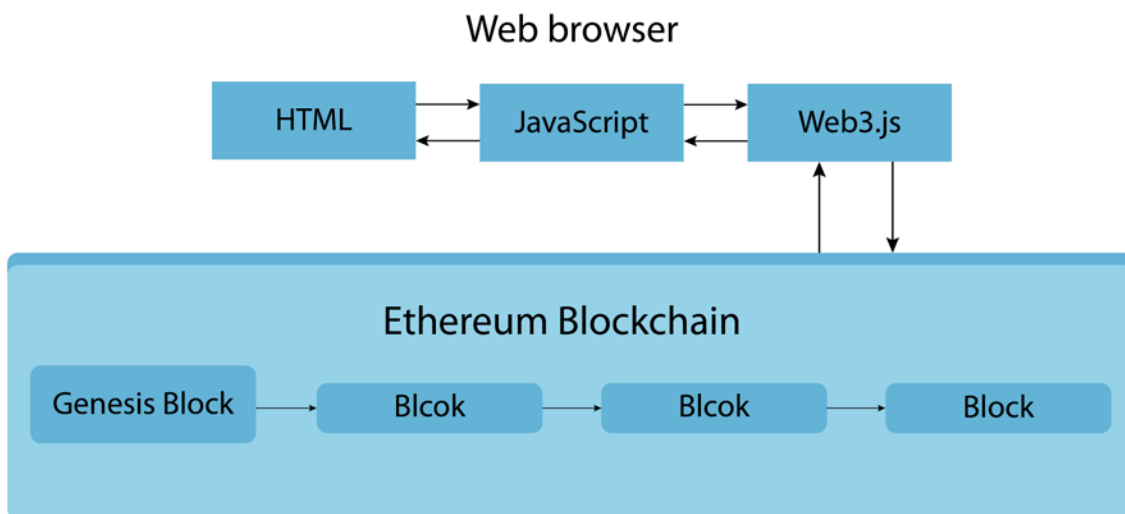 Web browser
HTML
JavaScript
Web3.js
Ethereum Blockchain
Genesis Block
Blcok
Blcok
Block